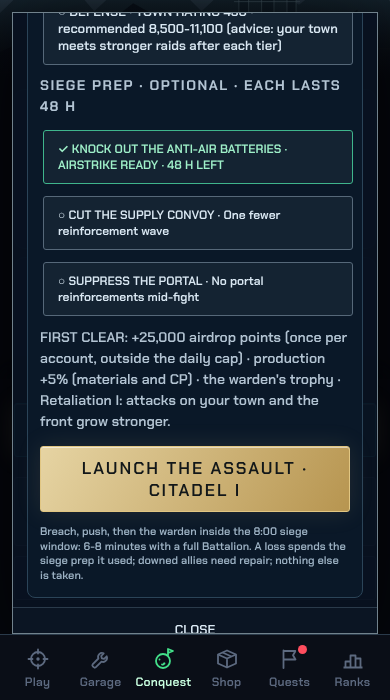 recommended 8,500-11,100 (advice: your town
meets stronger raids after each tier)
SIEGE PREP · OPTIONAL · EACH LASTS
48 H
✓ KNOCK OUT THE ANTI-AIR BATTERIES ·
AIRSTRIKE READY · 48 H LEFT
○ CUT THE SUPPLY CONVOY · One fewer
reinforcement wave
○ SUPPRESS THE PORTAL · No portal
reinforcements mid-fight
FIRST CLEAR: +25,000 airdrop points (once per
account, outside the daily cap) · production
+5% (materials and CP) · the warden's trophy ·
Retaliation I: attacks on your town and the
front grow stronger.
LAUNCH THE ASSAULT ·
CITADEL I
Breach, push, then the warden inside the 8:00 siege
window: 6-8 minutes with a full Battalion. A loss spends the
siege prep it used; downed allies need repair; nothing else
is taken.
CLOSE
Play Garage Conquest Shop Quests Ranks